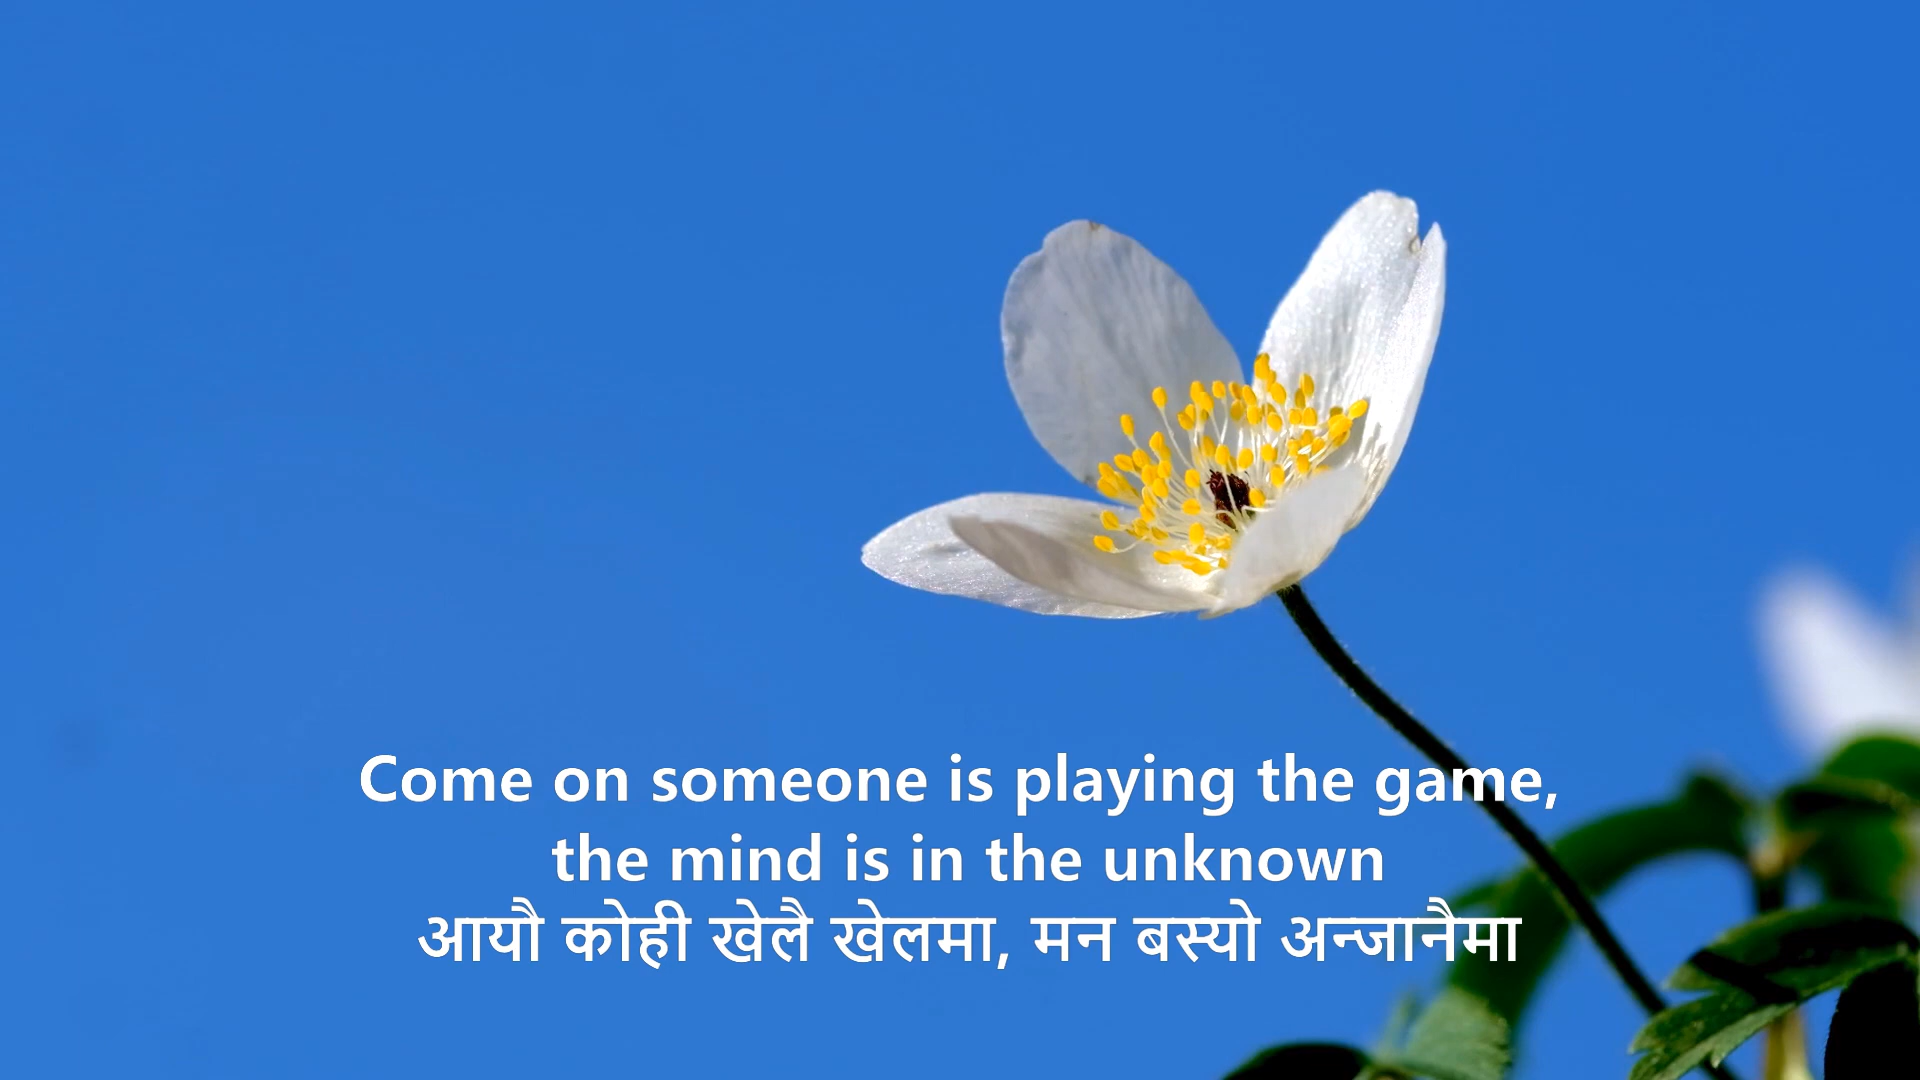 Come on someone is playing the game,
the mind is in the unknown
आयौ कोही खेलै खेलमा, मन बस्यो अन्जानैमा